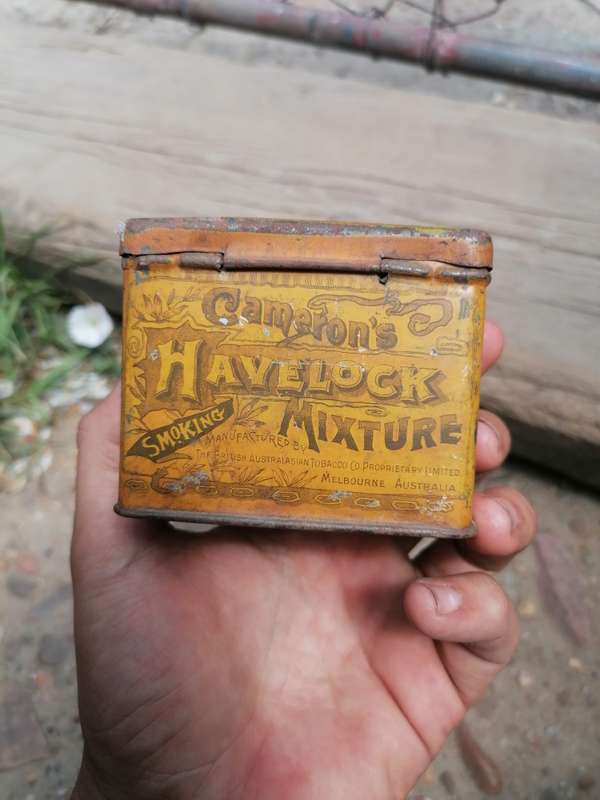 Cameron's
HAVELOCK
SMOKING MIXTURE
MANUFACTURED BY
THE BRITISH AUSTRALASIAN TOBACCO CO PROPRIETARY LIMITED
MELBOURNE AUSTRALIA